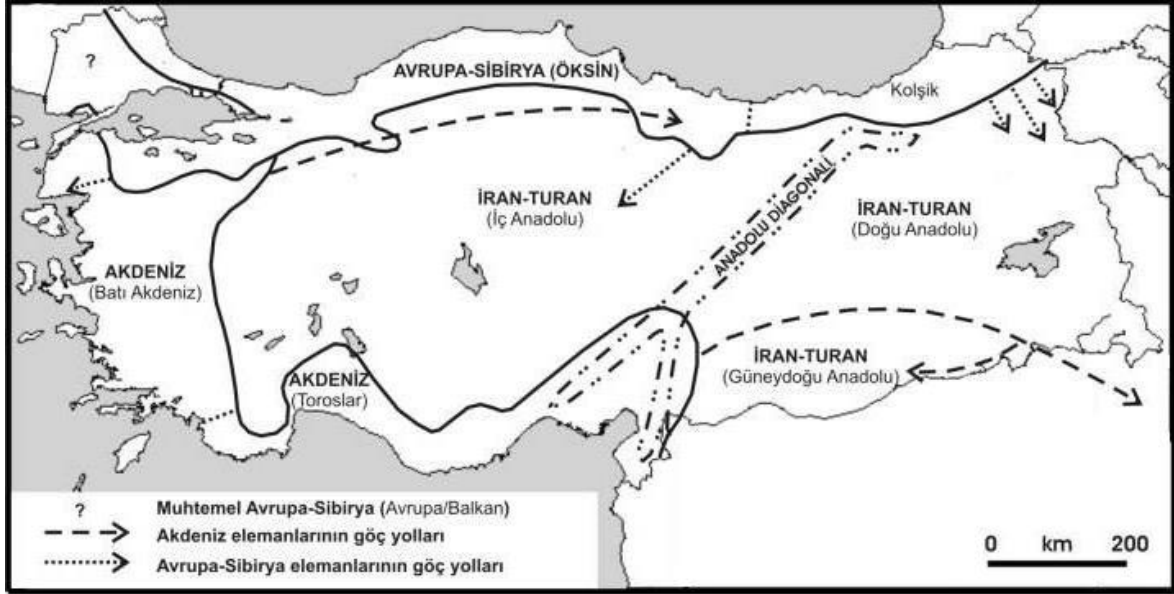 ?
AVRUPA-SİBİRYA (ÖKSİN)
Kolşik
İRAN-TURAN
(İç Anadolu)
ANADOLU DİAGONALİ
İRAN-TURAN
(Doğu Anadolu)
AKDENİZ
(Batı Akdeniz)
AKDENİZ
(Toroslar)
İRAN-TURAN
(Güneydoğu Anadolu)
? Muhtemel Avrupa-Sibirya (Avrupa/Balkan)
Akdeniz elemanlarının göç yolları
Avrupa-Sibirya elemanlarının göç yolları
0 km 200